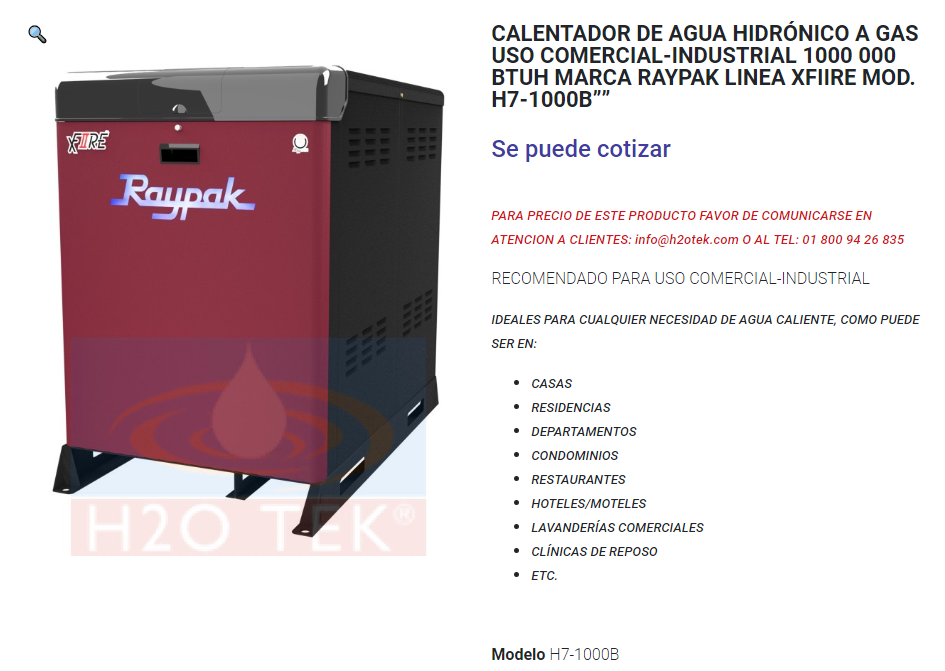 CALENTADOR DE AGUA HIDRÓNICO A GAS
USO COMERCIAL-INDUSTRIAL 1000 000
BTUH MARCA RAYPAK LINEA XFIIRE MOD.
H7-1000B””
Se puede cotizar
PARA PRECIO DE ESTE PRODUCTO FAVOR DE COMUNICARSE EN
ATENCION A CLIENTES: info@h2otek.com O AL TEL: 01 800 94 26 835
RECOMENDADO PARA USO COMERCIAL-INDUSTRIAL
IDEALES PARA CUALQUIER NECESIDAD DE AGUA CALIENTE, COMO PUEDE
SER EN:
CASAS
RESIDENCIAS
DEPARTAMENTOS
CONDOMINIOS
RESTAURANTES
HOTELES/MOTELES
LAVANDERÍAS COMERCIALES
CLÍNICAS DE REPOSO
ETC.
Modelo H7-1000B
XFIIRE
Raypak
H2O TEK®